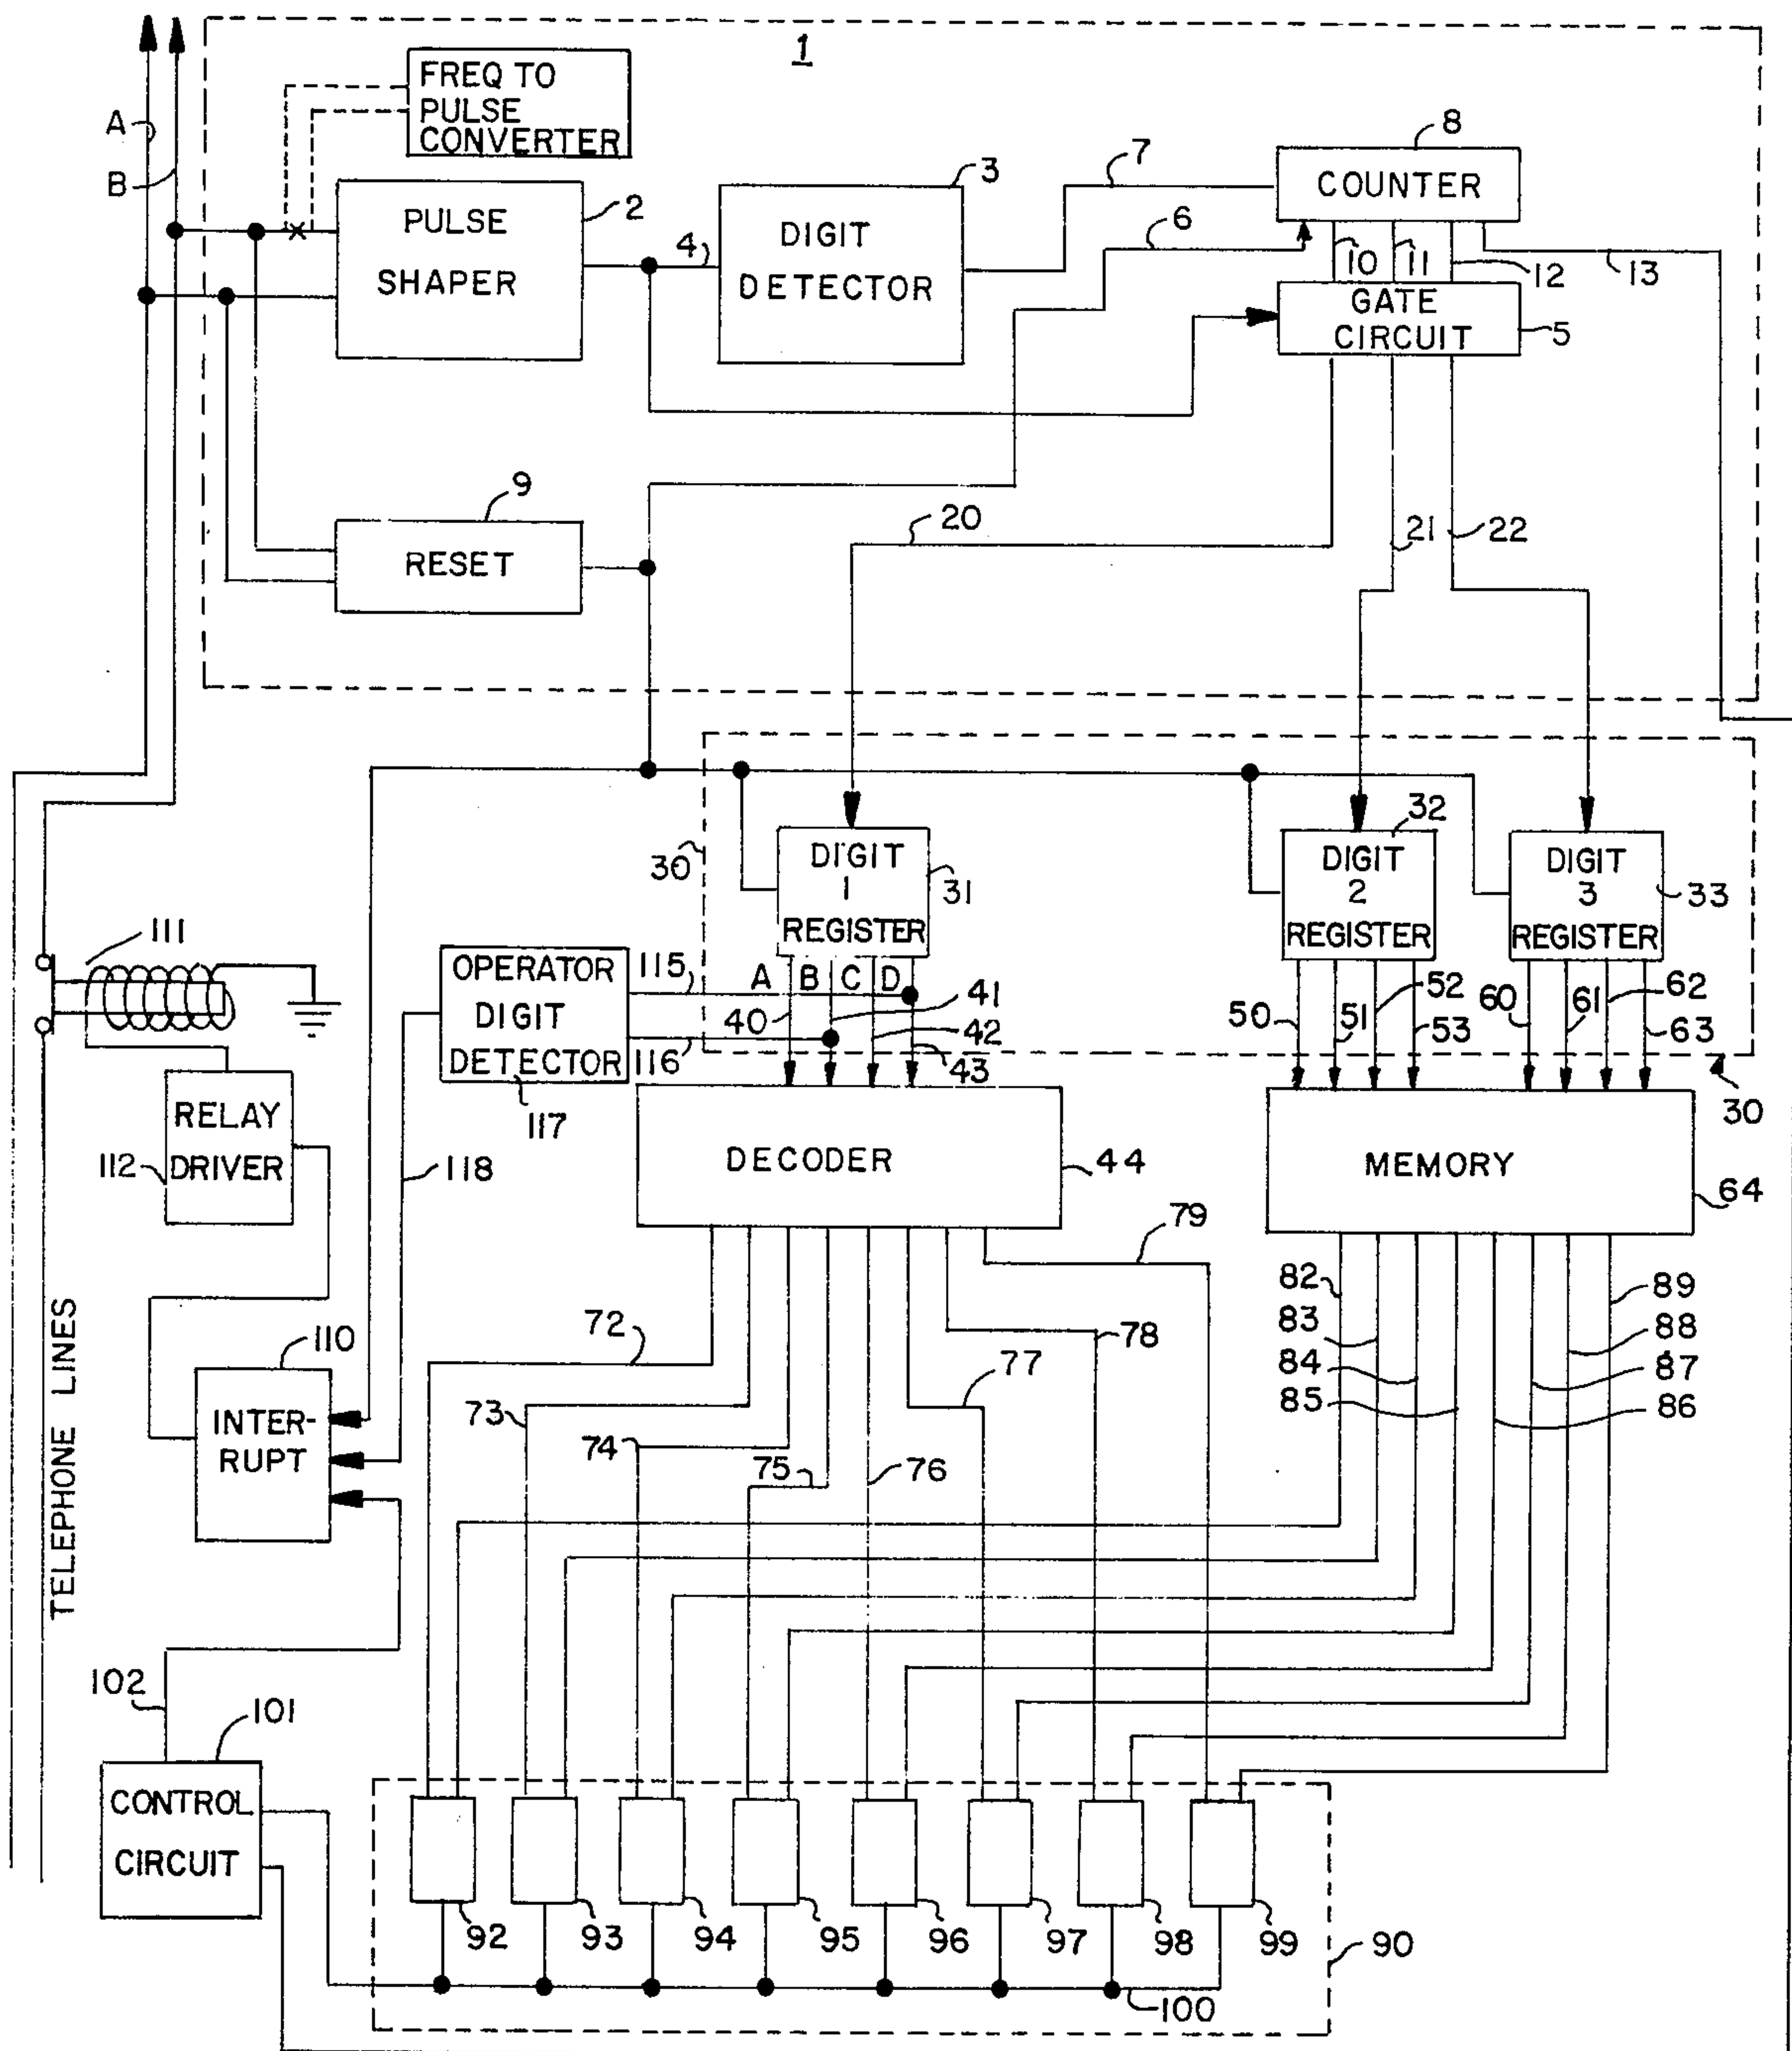 1
FREQ TO
PULSE
CONVERTER
A
B
8
COUNTER
7
3
2
PULSE
SHAPER
4
DIGIT
DETECTOR
6
10
11
12
13
GATE
CIRCUIT
5
9
RESET
20
21
22
30
DIGIT
1
REGISTER
31
32
DIGIT
2
REGISTER
DIGIT
3
REGISTER
33
111
OPERATOR
DIGIT
DETECTOR
115
116
117
A
B
C
D
40
41
42
43
50
51
52
53
60
61
62
63
30
RELAY
DRIVER
112
118
DECODER
44
MEMORY
64
79
72
73
74
75
76
77
78
82
83
84
85
89
88
87
86
TELEPHONE LINES
110
INTER-
RUPT
102
101
CONTROL
CIRCUIT
92
93
94
95
96
97
98
99
90
100